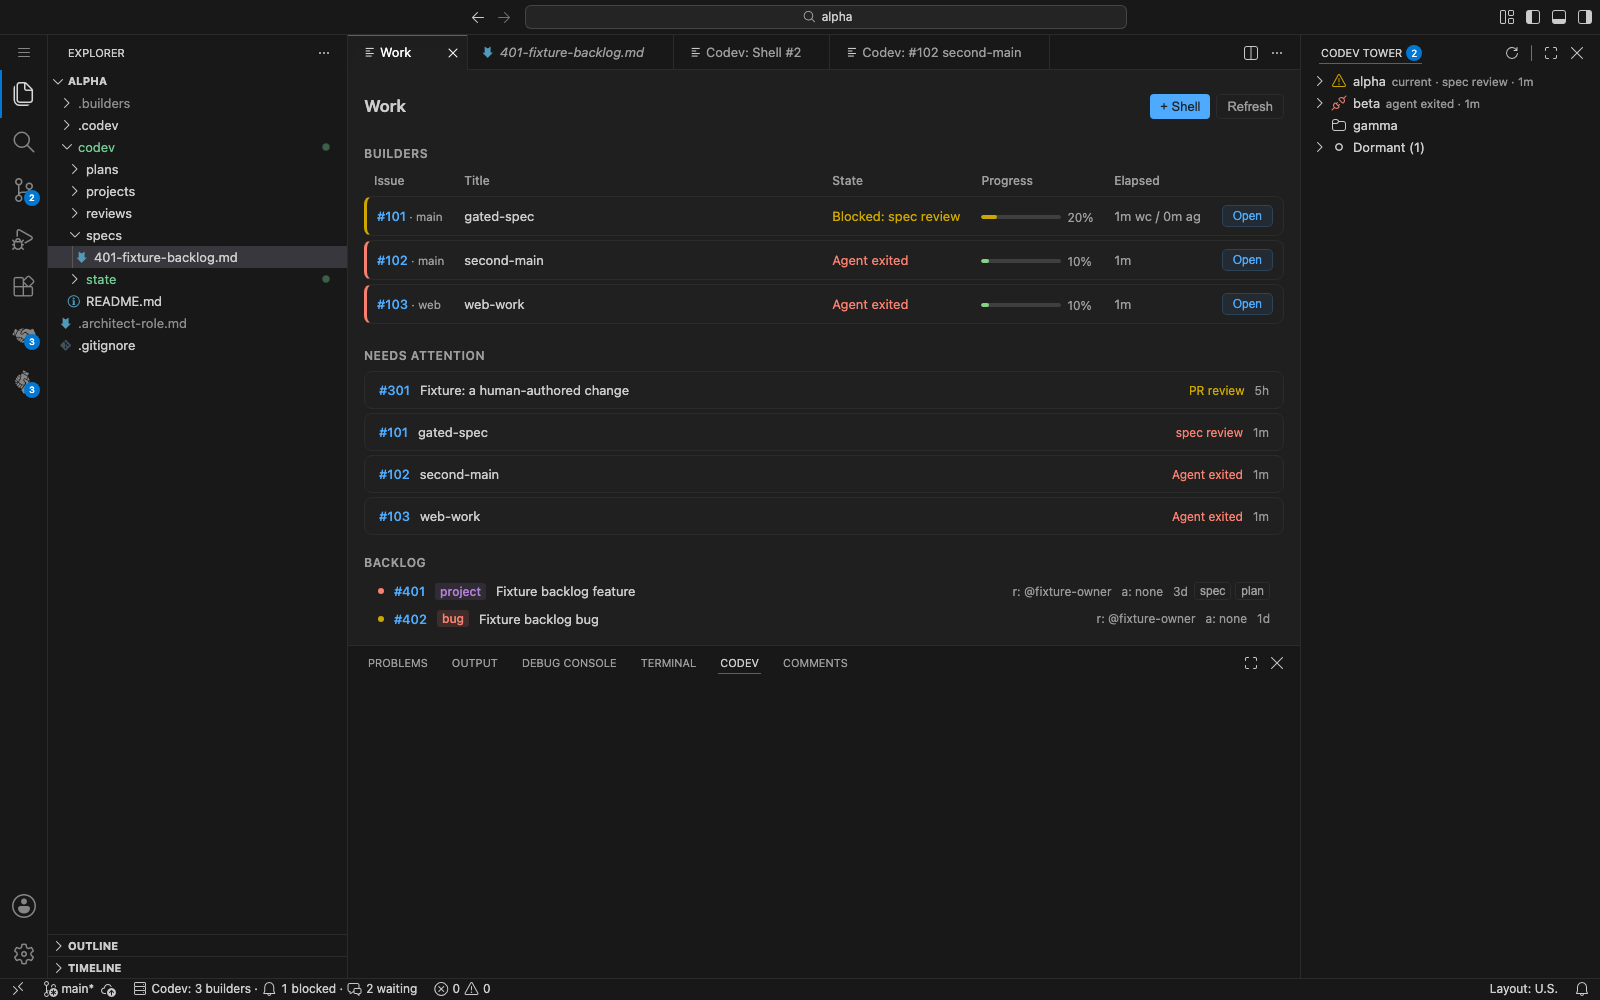 alpha
EXPLORER
ALPHA
.builders
.codev
codev
plans
projects
reviews
specs
401-fixture-backlog.md
state
README.md
.architect-role.md
.gitignore
2
3
3
OUTLINE
TIMELINE
Work
401-fixture-backlog.md
Codev: Shell #2
Codev: #102 second-main
Work
+ Shell
Refresh
BUILDERS
Issue Title State Progress Elapsed
#101 · main gated-spec Blocked: spec review 20% 1m wc / 0m ag Open
#102 · main second-main Agent exited 10% 1m Open
#103 · web web-work Agent exited 10% 1m Open
NEEDS ATTENTION
#301 Fixture: a human-authored change PR review 5h
#101 gated-spec spec review 1m
#102 second-main Agent exited 1m
#103 web-work Agent exited 1m
BACKLOG
#401 project Fixture backlog feature r: @fixture-owner a: none 3d spec plan
#402 bug Fixture backlog bug r: @fixture-owner a: none 1d
PROBLEMS OUTPUT DEBUG CONSOLE TERMINAL CODEV COMMENTS
CODEV TOWER 2
alpha current · spec review · 1m
beta agent exited · 1m
gamma
Dormant (1)
main* Codev: 3 builders · 1 blocked · 2 waiting 0 0 Layout: U.S.